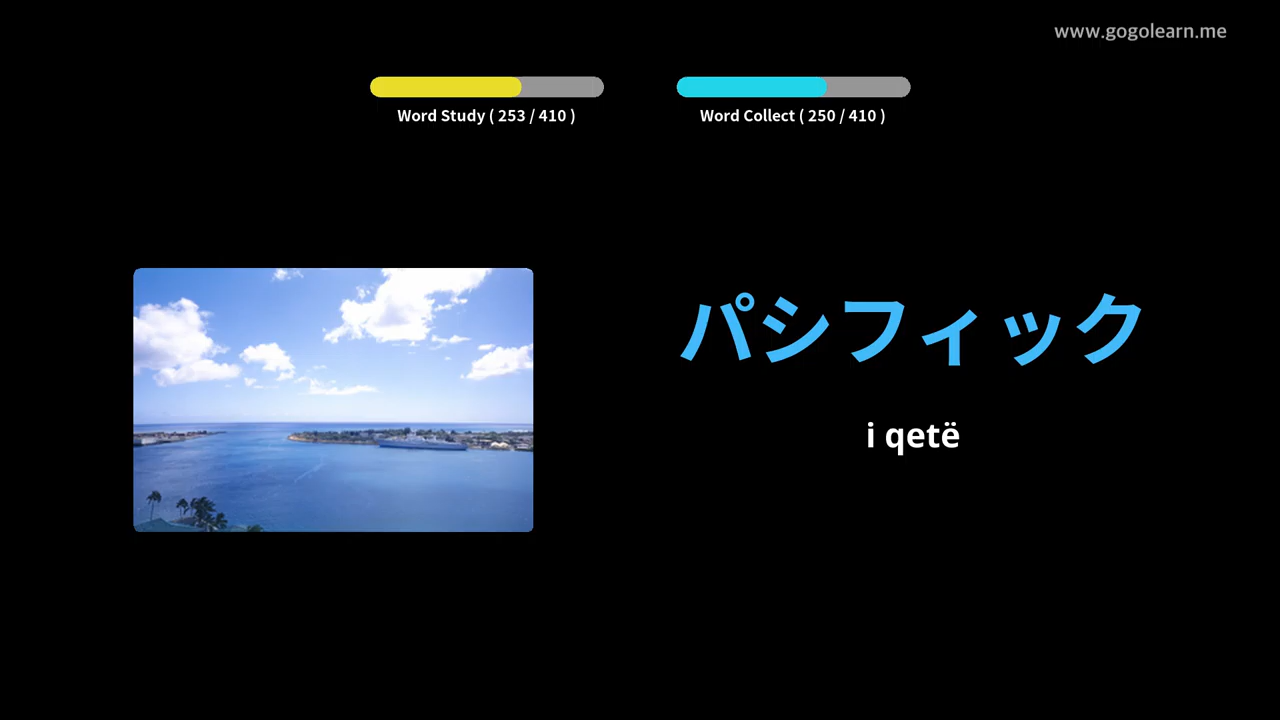 www.gogolearn.me
Word Study ( 253 / 410 )
Word Collect ( 250 / 410 )
パシフィック
i qetë